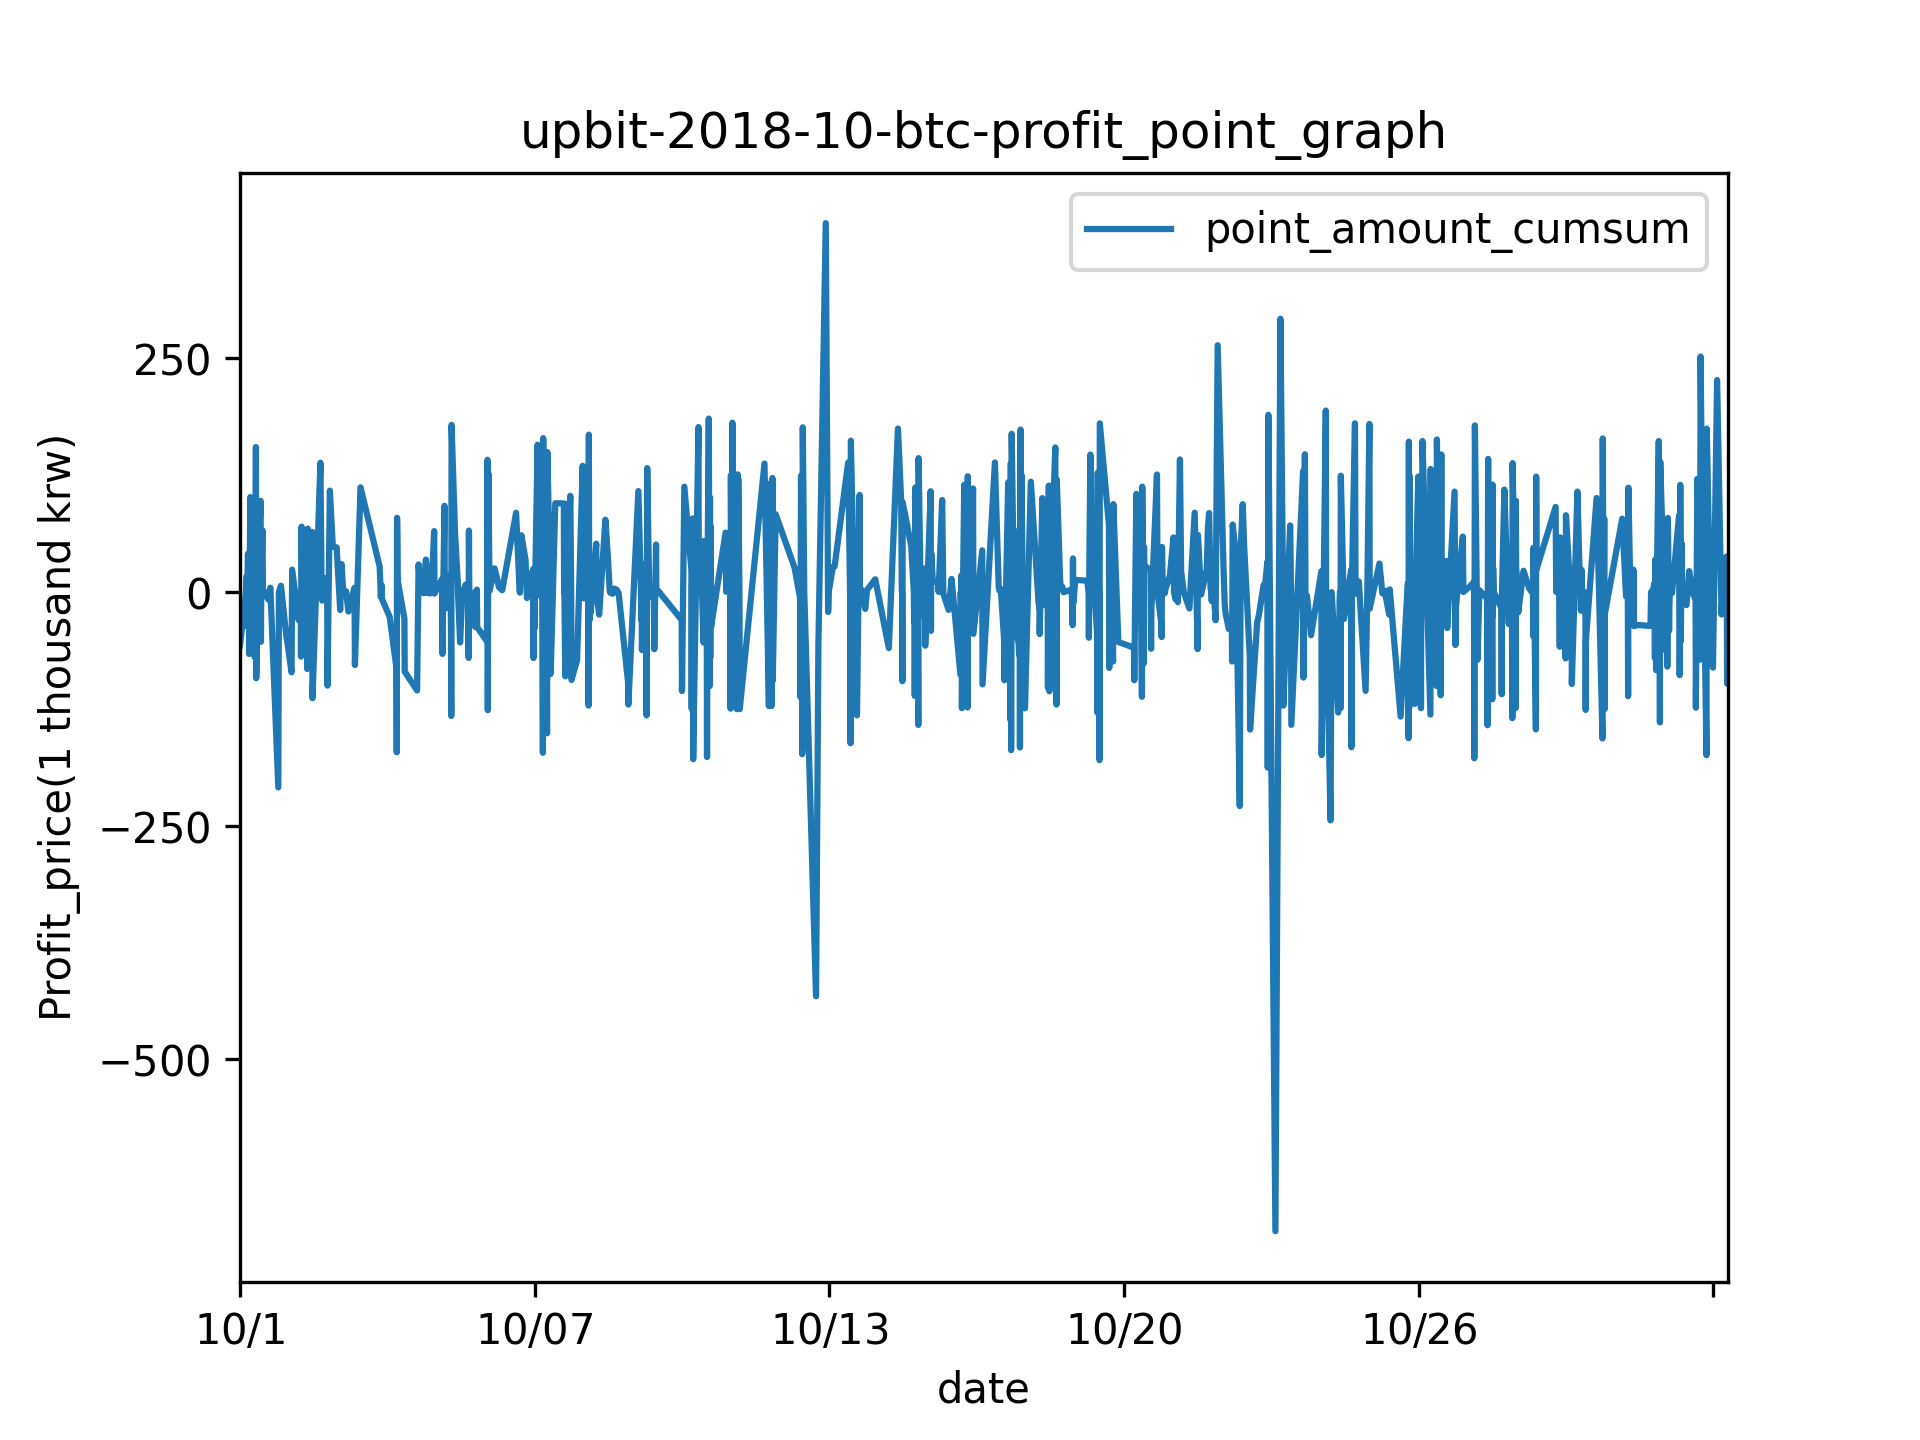 upbit-2018-10-btc-profit_point_graph
point_amount_cumsum
Profit_price(1 thousand krw)
250
0
−250
−500
10/1
10/07
10/13
10/20
10/26
date